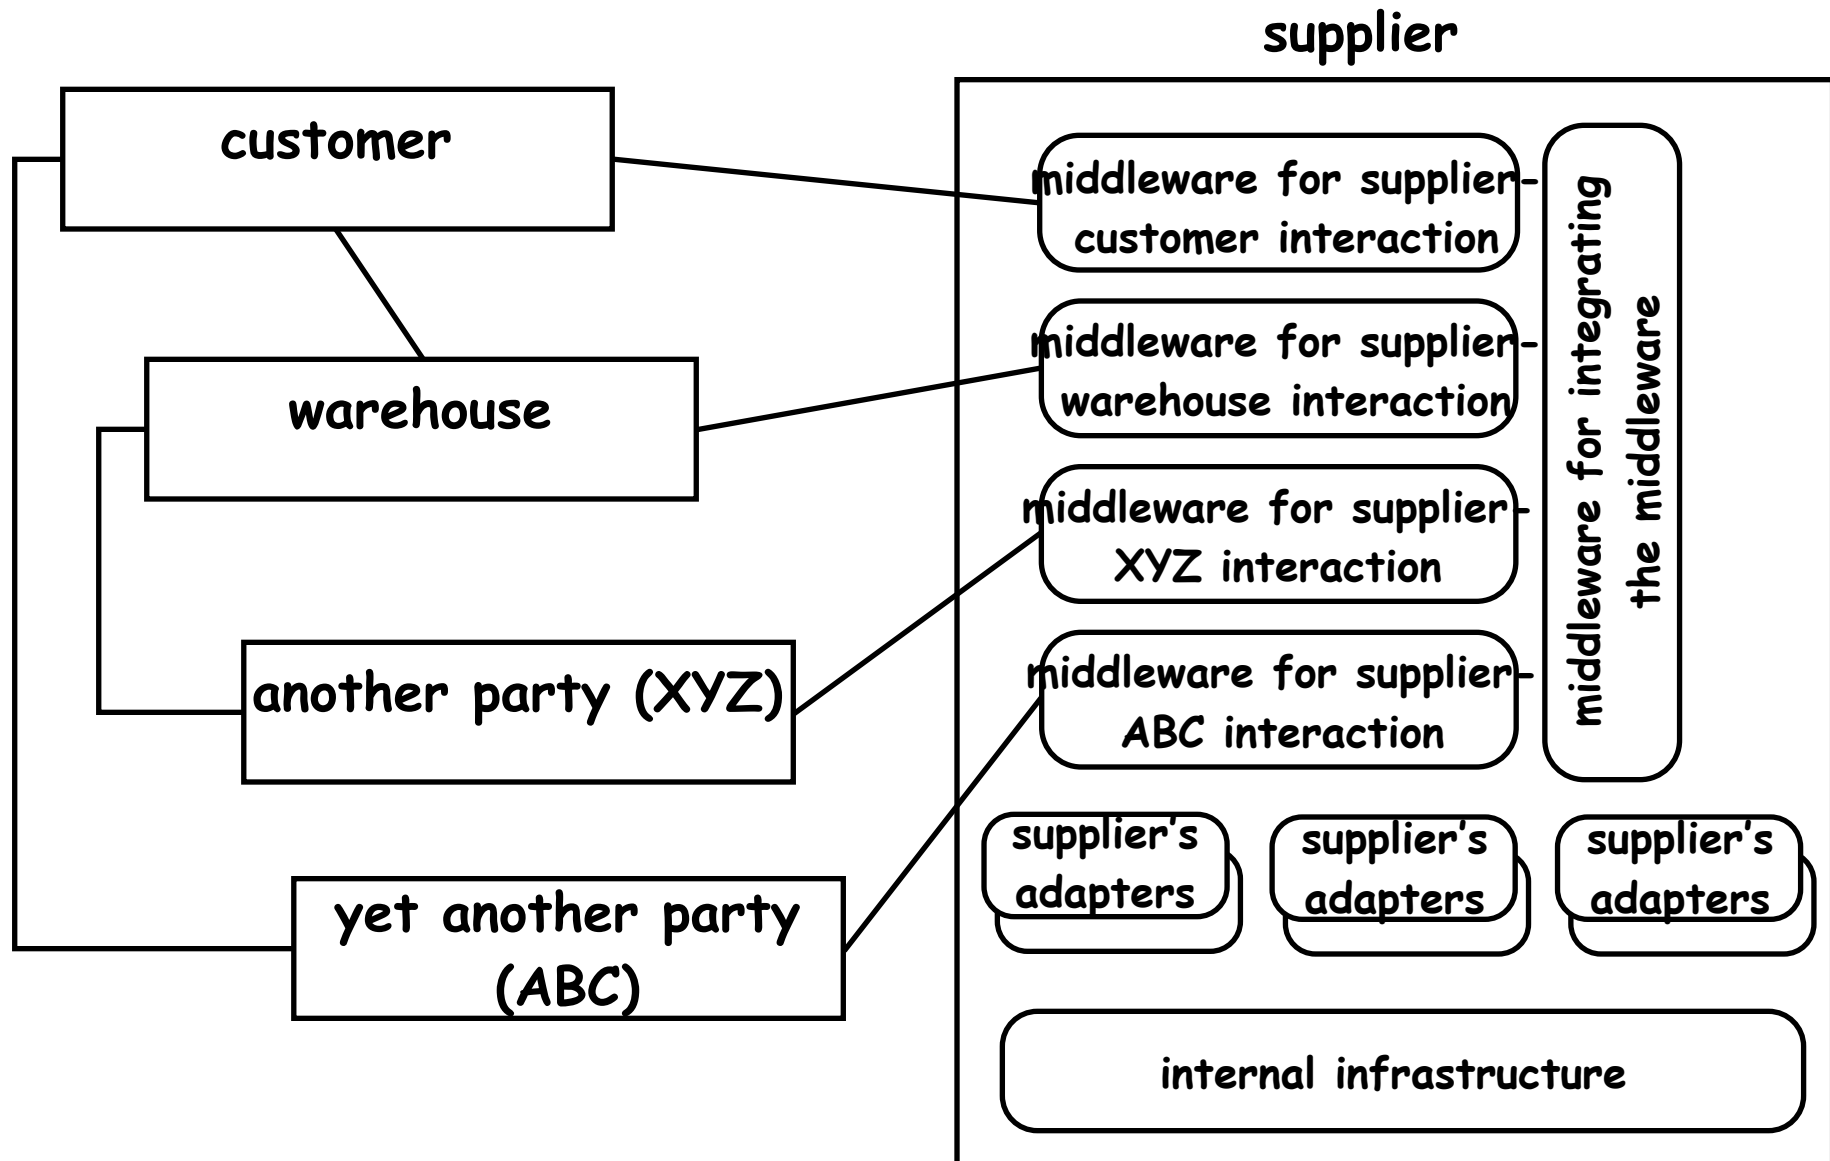 supplier
customer
middleware for supplier-
customer interaction
middleware for integrating
the middleware
warehouse
middleware for supplier-
warehouse interaction
another party (XYZ)
middleware for supplier-
XYZ interaction
middleware for supplier-
ABC interaction
yet another party
(ABC)
supplier's
adapters
supplier's
adapters
supplier's
adapters
internal infrastructure